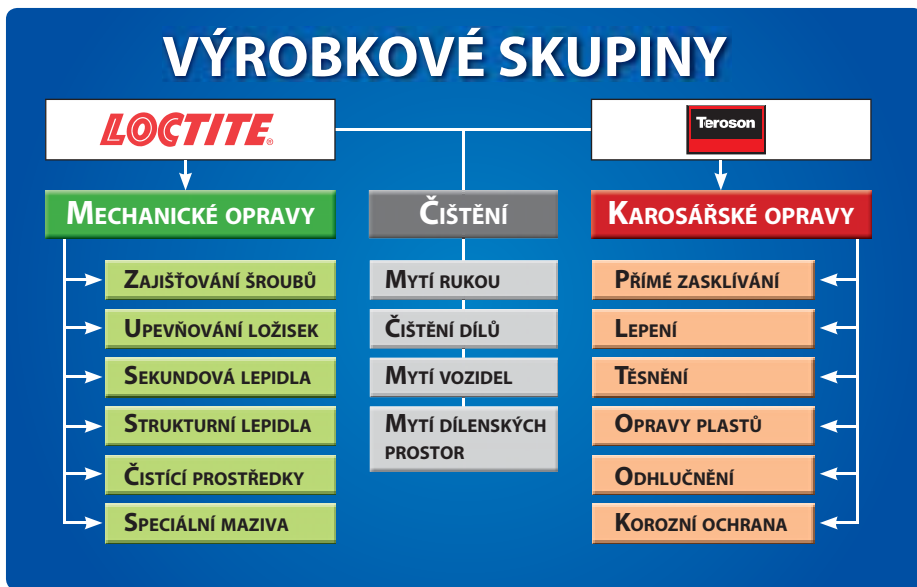 VÝROBKOVÉ SKUPINY
LOCTITE®
Teroson
MECHANICKÉ OPRAVY
ZAJIŠŤOVÁNÍ ŠROUBŮ
UPEVŇOVÁNÍ LOŽISEK
SEKUNDOVÁ LEPIDLA
STRUKTURNÍ LEPIDLA
ČISTÍCÍ PROSTŘEDKY
SPECIÁLNÍ MAZIVA
ČIŠTĚNÍ
MYTÍ RUKOU
ČIŠTĚNÍ DÍLŮ
MYTÍ VOZIDEL
MYTÍ DÍLENSKÝCH
PROSTOR
KAROSÁŘSKÉ OPRAVY
PŘÍMÉ ZASKLÍVÁNÍ
LEPENÍ
TĚSNĚNÍ
OPRAVY PLASTŮ
ODHLUČNĚNÍ
KOROZNÍ OCHRANA